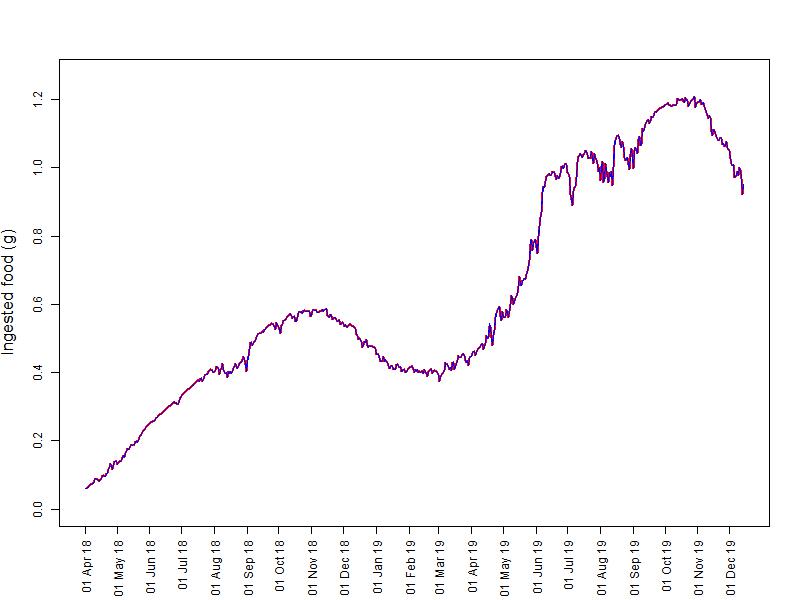 Ingested food (g)
1.2
1.0
0.8
0.6
0.4
0.2
0.0
01 Apr 18
01 May 18
01 Jun 18
01 Jul 18
01 Aug 18
01 Sep 18
01 Oct 18
01 Nov 18
01 Dec 18
01 Jan 19
01 Feb 19
01 Mar 19
01 Apr 19
01 May 19
01 Jun 19
01 Jul 19
01 Aug 19
01 Sep 19
01 Oct 19
01 Nov 19
01 Dec 19